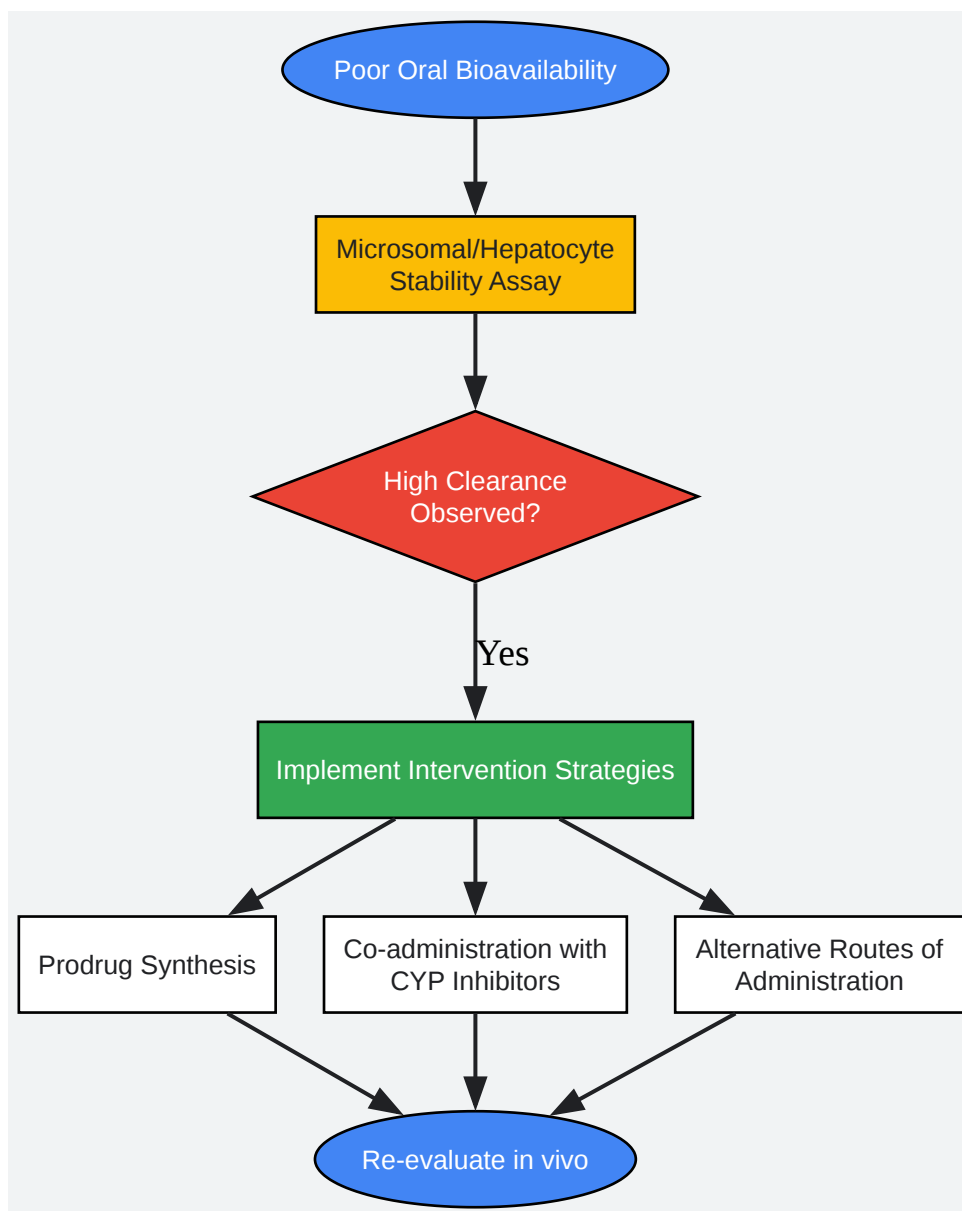 Poor Oral Bioavailability
Microsomal/Hepatocyte
Stability Assay
High Clearance
Observed?
Yes
Implement Intervention Strategies
Prodrug Synthesis
Co-administration with
CYP Inhibitors
Alternative Routes of
Administration
Re-evaluate in vivo